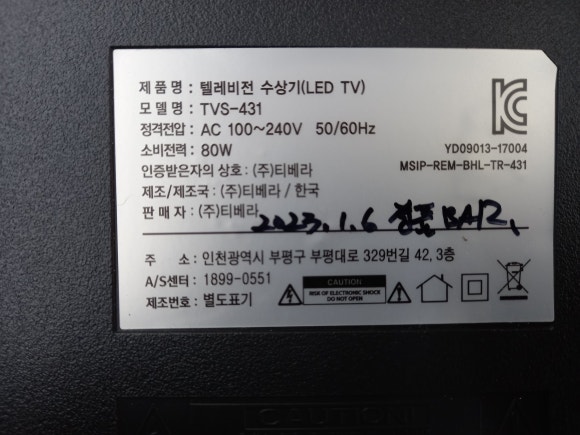 제품명 : 텔레비전 수상기(LED TV)
모델명 : TVS-431
정격전압 : AC 100~240V 50/60Hz
소비전력 : 80W
YD09013-17004
인증받은자의 상호 : (주)티베라
MSIP-REM-BHL-TR-431
제조/제조국 : (주)티베라 / 한국
판매자 : (주)티베라
2023.1.6 정품 BAR
주 소 : 인천광역시 부평구 부평대로 329번길 42, 3층
A/S센터 : 1899-0551
CAUTION
RISK OF ELECTRONIC SHOCK
DO NOT OPEN
제조번호 : 별도표기
CAUTION